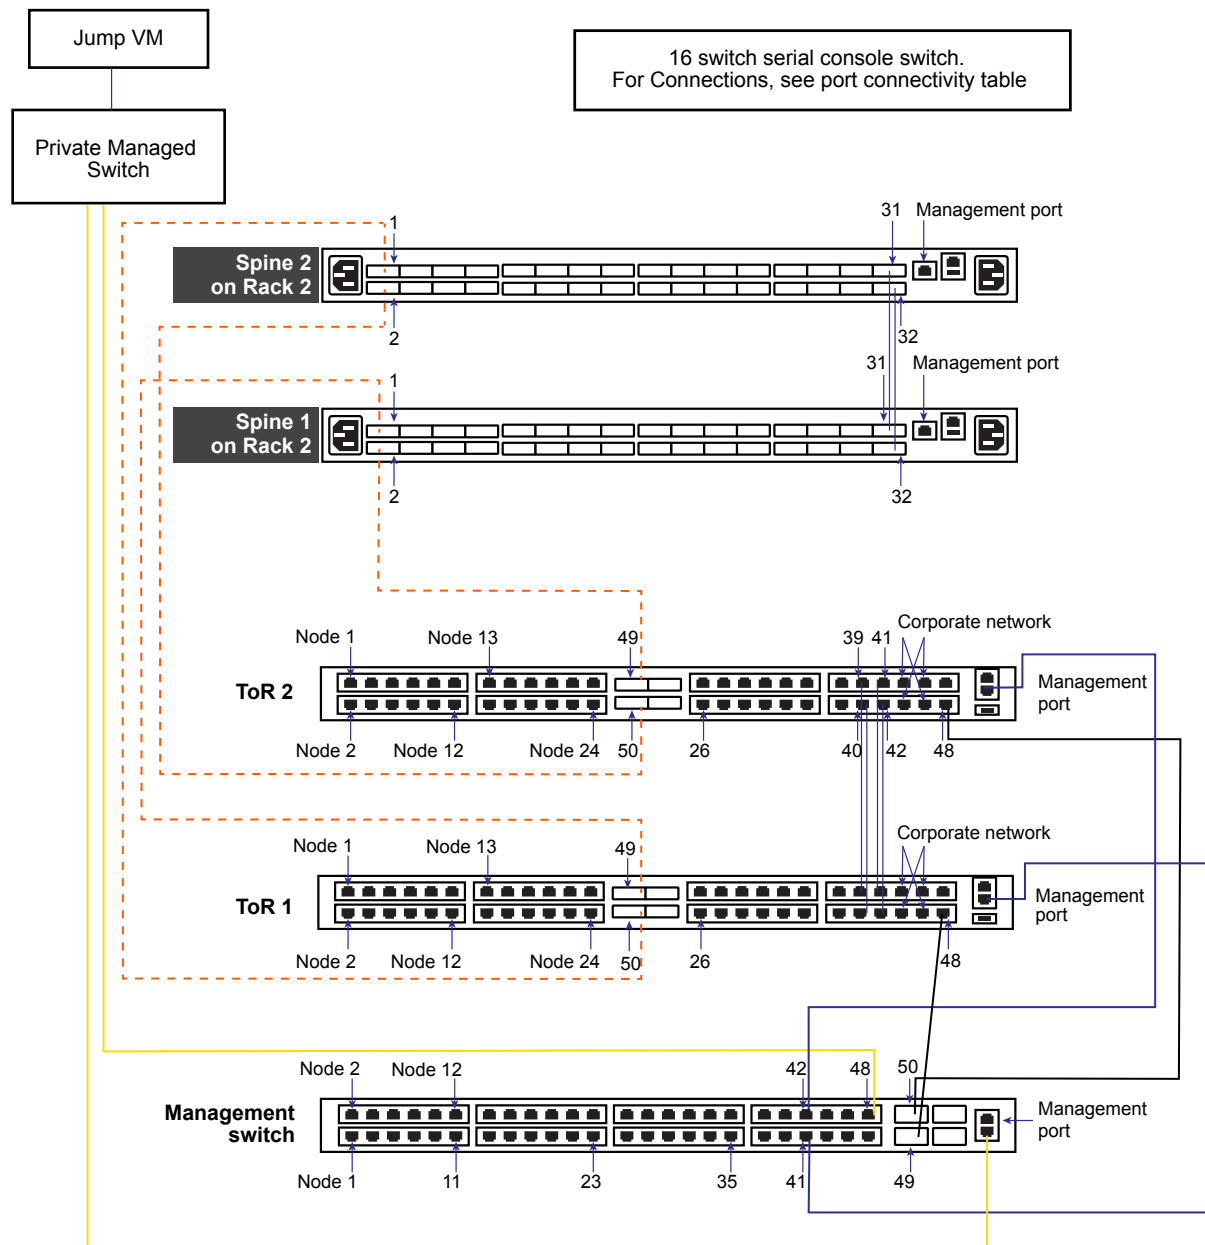 Jump VM
16 switch serial console switch.
For Connections, see port connectivity table
Private Managed
Switch
1
31
Management port
Spine 2
on Rack 2
2
32
31
Management port
1
Spine 1
on Rack 2
2
32
Node 1
Node 13
49
39
41
Corporate network
ToR 2
Management
port
Node 2
Node 12
Node 24
50
26
40
42
48
Node 1
Node 13
49
Corporate network
ToR 1
Management
port
Node 2
Node 12
Node 24
50
26
48
Node 2
Node 12
42
48
50
Management
switch
Management
port
Node 1
11
23
35
41
49